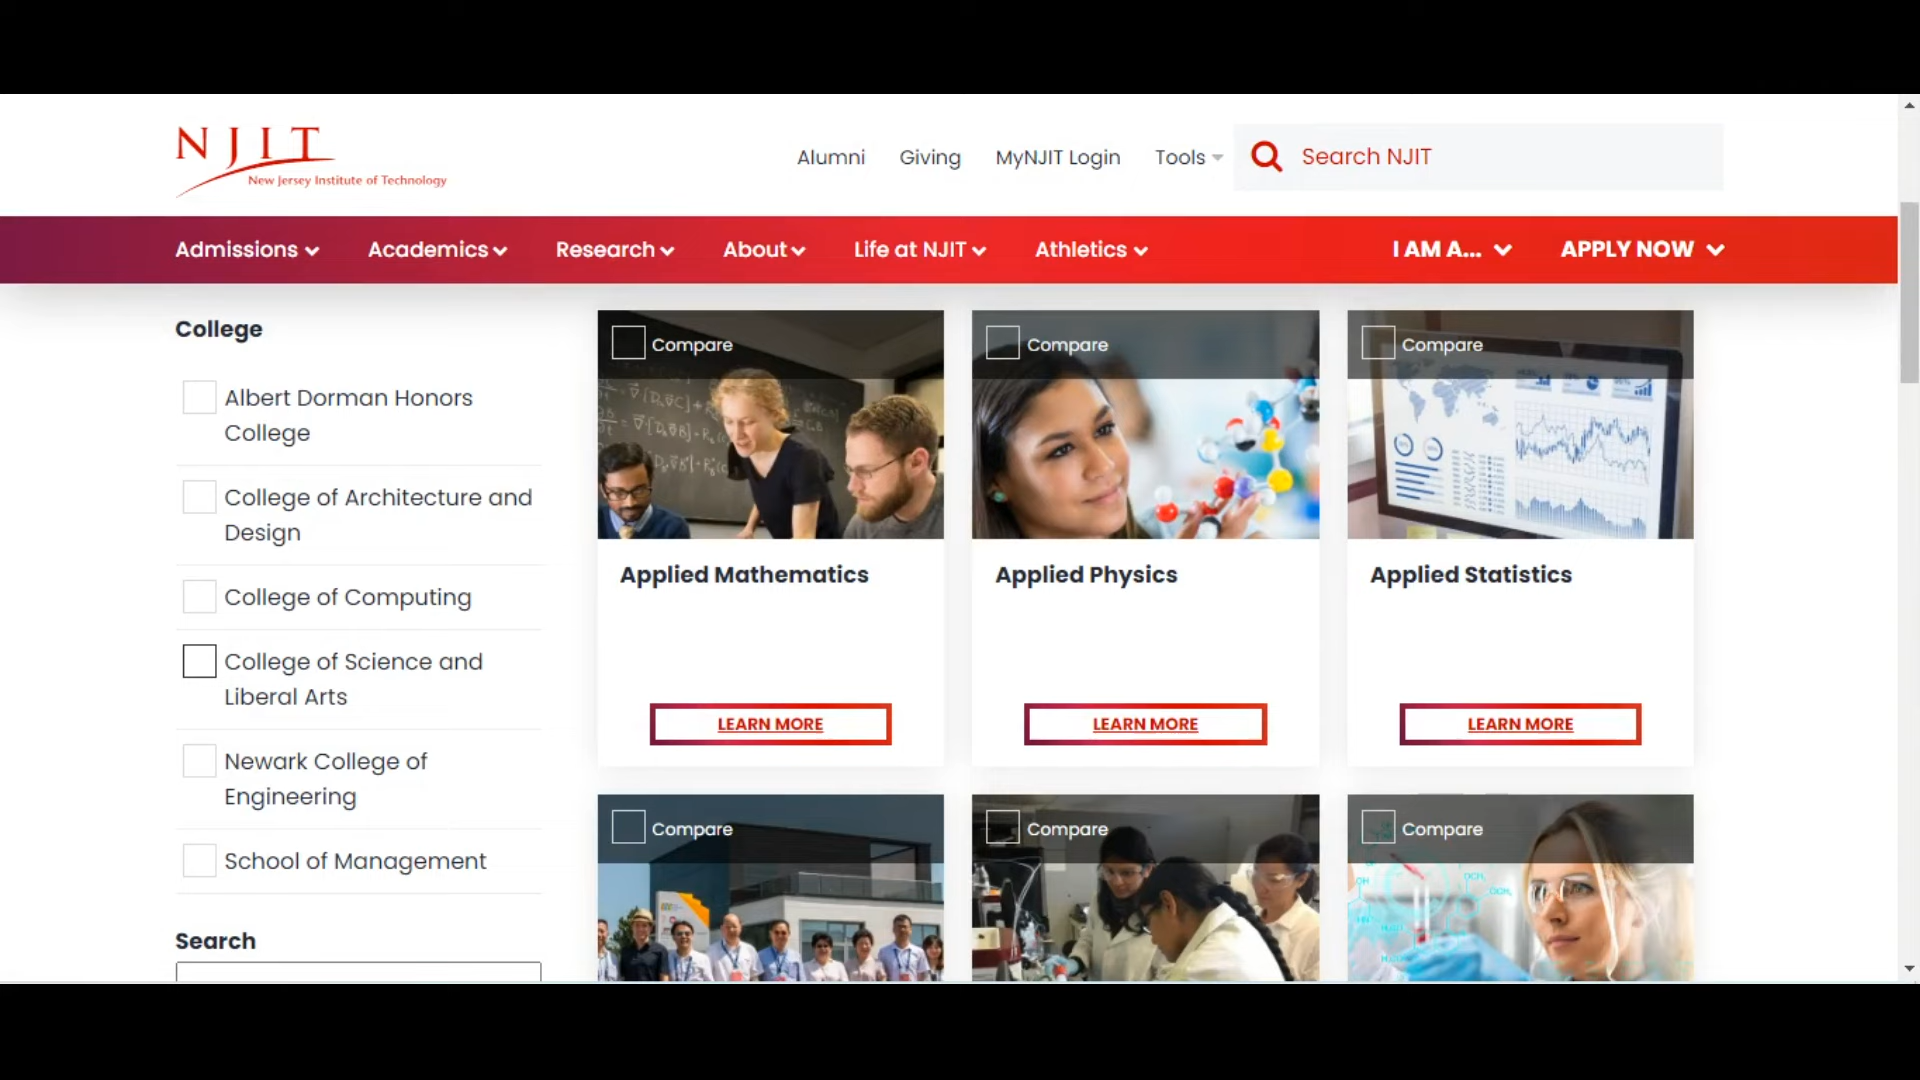 NJIT
New Jersey Institute of Technology
Alumni
Giving
MyNJIT Login
Tools
Search NJIT
Admissions
Academics
Research
About
Life at NJIT
Athletics
I AM A...
APPLY NOW
College
Albert Dorman Honors
College
College of Architecture and
Design
College of Computing
College of Science and
Liberal Arts
Newark College of
Engineering
School of Management
Search
Compare
Applied Mathematics
LEARN MORE
Compare
Applied Physics
LEARN MORE
Compare
Applied Statistics
LEARN MORE
Compare
Compare
Compare